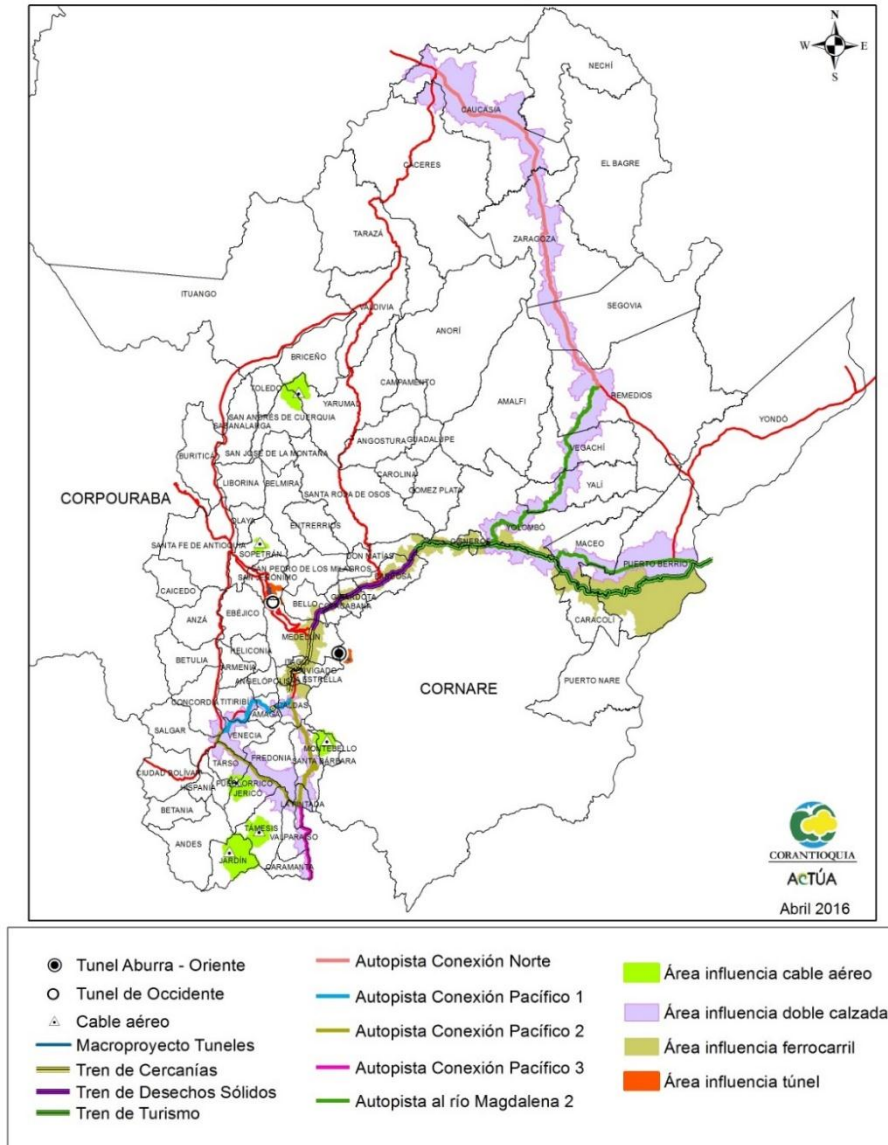 N
W E
S
NECHÍ
CAUCASIA
CÁCERES
EL BAGRE
TARAZÁ
ZARAGOZA
ITUANGO
SEGOVIA
VALDIVIA
ANORÍ
BRICEÑO
TOLEDO
CAMPAMENTO
AMALFI
REMEDIOS
YARUMAL
SAN ANDRÉS DE CUERQUIA
SABANALARGA
YONDÓ
ANGOSTURA
GUADALUPE
VEGACHÍ
BURITICÁ
SAN JOSE DE LA MONTAÑA
CAROLINA
LIBORINA
BELMIRA
GOMEZ PLATA
YALÍ
CORPOURABA
SANTA ROSA DE OSOS
OLAYA
ENTRERRIOS
YOLOMBÓ
SANTA FE DE ANTIOQUIA
SOPETRÁN
DON MATÍAS
CISNEROS
MACEO
SAN PEDRO DE LOS MILAGROS
PUERTO BERRÍO
SAN JERÓNIMO
BARBOSA
CAICEDO
BELLO
GIRARDOTA
COPACABANA
ANZÁ
EBÉJICO
CARACOLÍ
MEDELLÍN
HELICONIA
BETULIA
ARMENIA
ITAGÜÍ
ENVIGADO
PUERTO NARE
ANGELÓPOLIS
LA ESTRELLA
CORNARE
CONCORDIA
TITIRIBÍ
CALDAS
AMAGÁ
SALGAR
VENECIA
MONTEBELLO
FREDONIA
SANTA BÁRBARA
CIUDAD BOLÍVAR
TARSO
HISPANIA
PUEBLORRICO
JERICÓ
BETANIA
LA PINTADA
TÁMESIS
ANDES
VALPARAÍSO
JARDÍN
CARAMANTA
CORANTIOQUIA
ACTÚA
Abril 2016
Tunel Aburra - Oriente
Tunel de Occidente
Cable aéreo
Macroproyecto Tuneles
Tren de Cercanías
Tren de Desechos Sólidos
Tren de Turismo
Autopista Conexión Norte
Autopista Conexión Pacífico 1
Autopista Conexión Pacífico 2
Autopista Conexión Pacífico 3
Autopista al río Magdalena 2
Área influencia cable aéreo
Área influencia doble calzada
Área influencia ferrocarril
Área influencia túnel